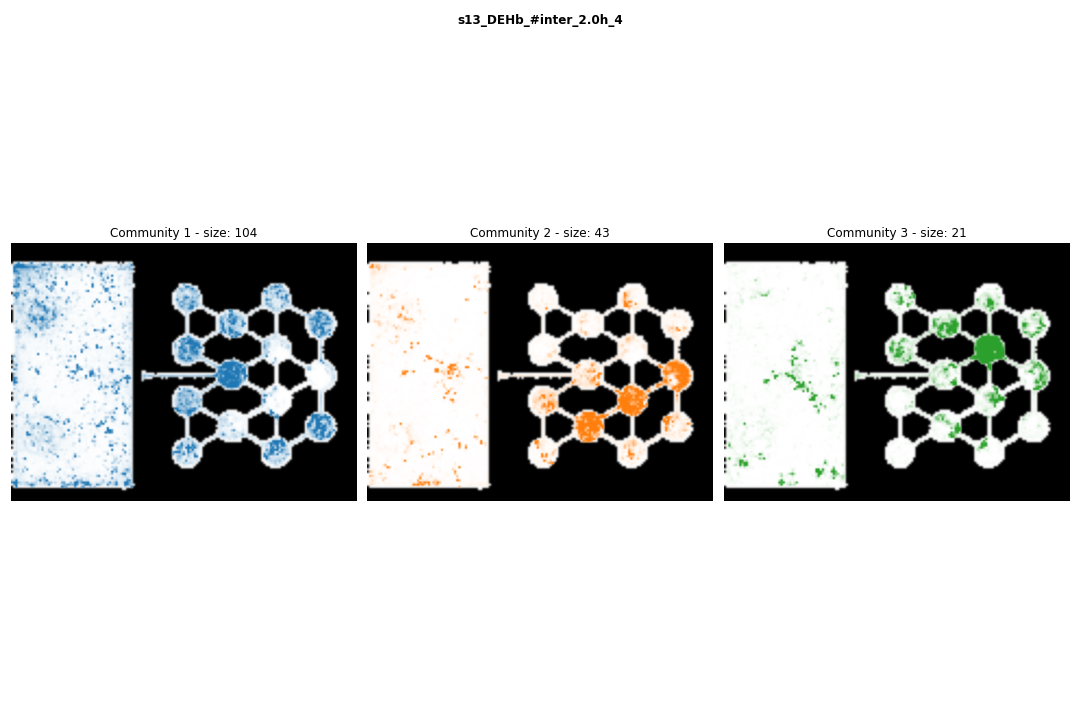 s13_DEHb_#inter_2.0h_4
Community 1 - size: 104
Community 2 - size: 43
Community 3 - size: 21